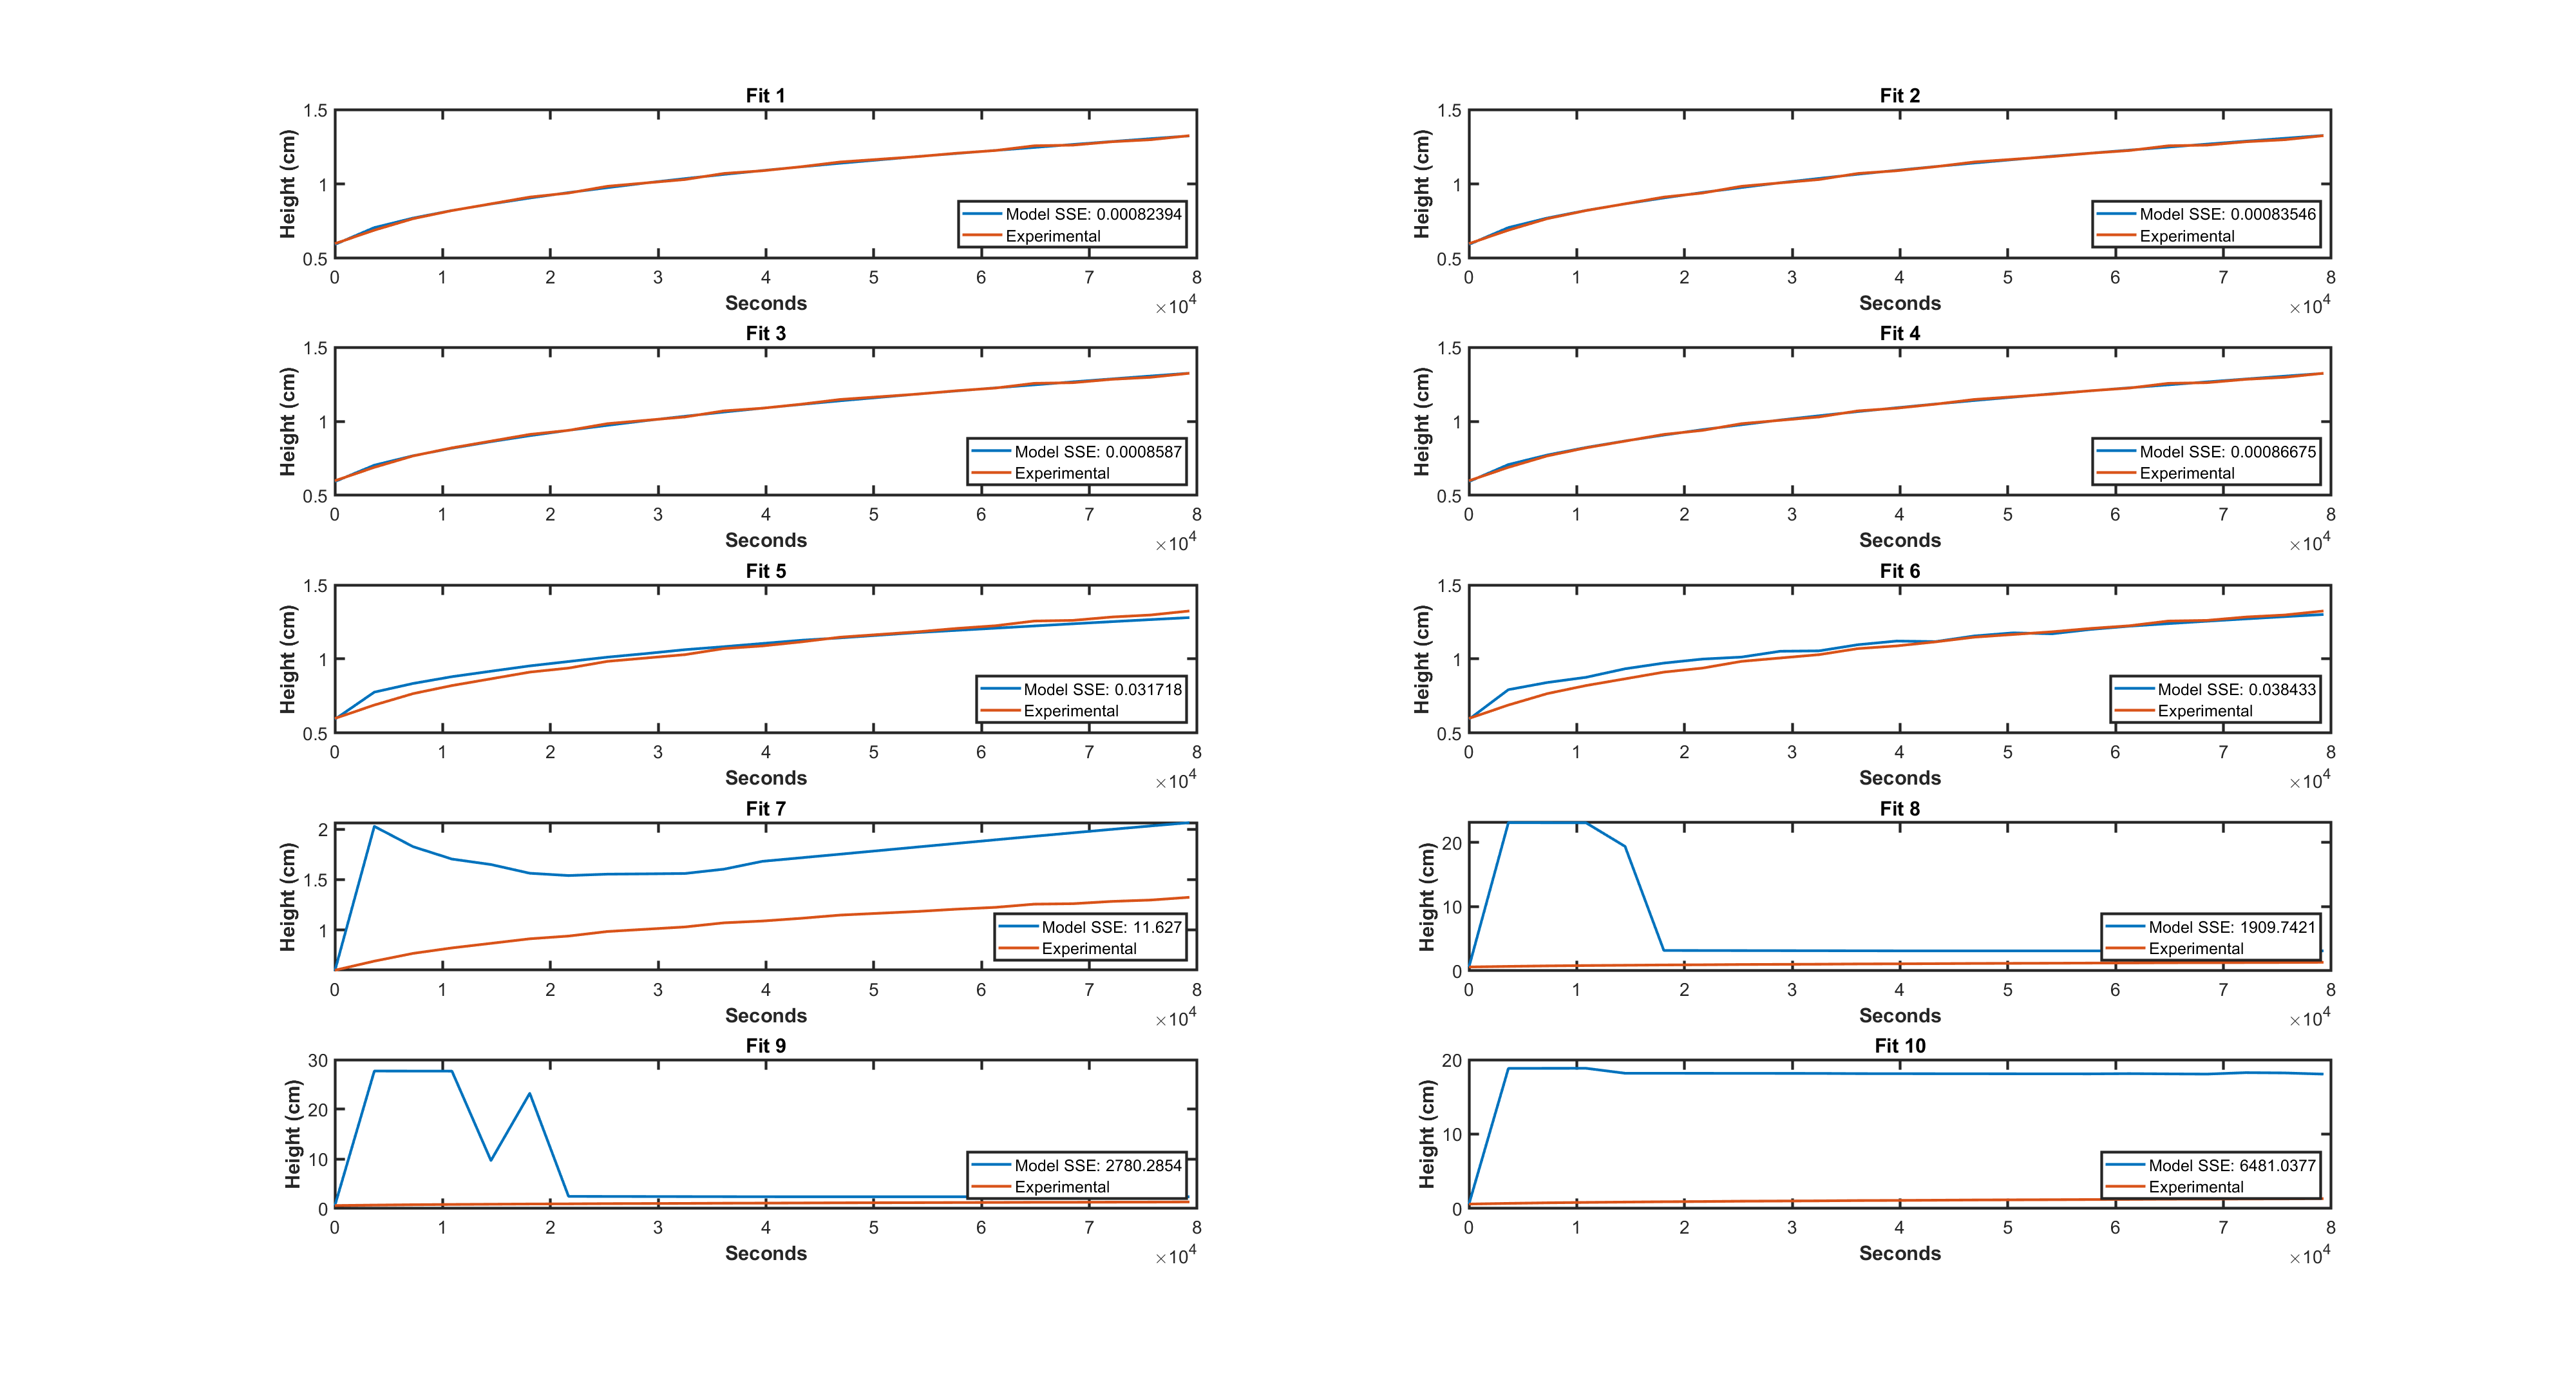 Fit 1
1.5
1
0.5
Height (cm)
Model SSE: 0.00082394
Experimental
0 1 2 3 4 5 6 7 8
Seconds
×10^4
Fit 2
1.5
1
0.5
Height (cm)
Model SSE: 0.00083546
Experimental
0 1 2 3 4 5 6 7 8
Seconds
×10^4
Fit 3
1.5
1
0.5
Height (cm)
Model SSE: 0.0008587
Experimental
0 1 2 3 4 5 6 7 8
Seconds
×10^4
Fit 4
1.5
1
0.5
Height (cm)
Model SSE: 0.00086675
Experimental
0 1 2 3 4 5 6 7 8
Seconds
×10^4
Fit 5
1.5
1
0.5
Height (cm)
Model SSE: 0.031718
Experimental
0 1 2 3 4 5 6 7 8
Seconds
×10^4
Fit 6
1.5
1
0.5
Height (cm)
Model SSE: 0.038433
Experimental
0 1 2 3 4 5 6 7 8
Seconds
×10^4
Fit 7
2
1.5
1
Height (cm)
Model SSE: 11.627
Experimental
0 1 2 3 4 5 6 7 8
Seconds
×10^4
Fit 8
20
10
0
Height (cm)
Model SSE: 1909.7421
Experimental
0 1 2 3 4 5 6 7 8
Seconds
×10^4
Fit 9
30
20
10
0
Height (cm)
Model SSE: 2780.2854
Experimental
0 1 2 3 4 5 6 7 8
Seconds
×10^4
Fit 10
20
10
0
Height (cm)
Model SSE: 6481.0377
Experimental
0 1 2 3 4 5 6 7 8
Seconds
×10^4